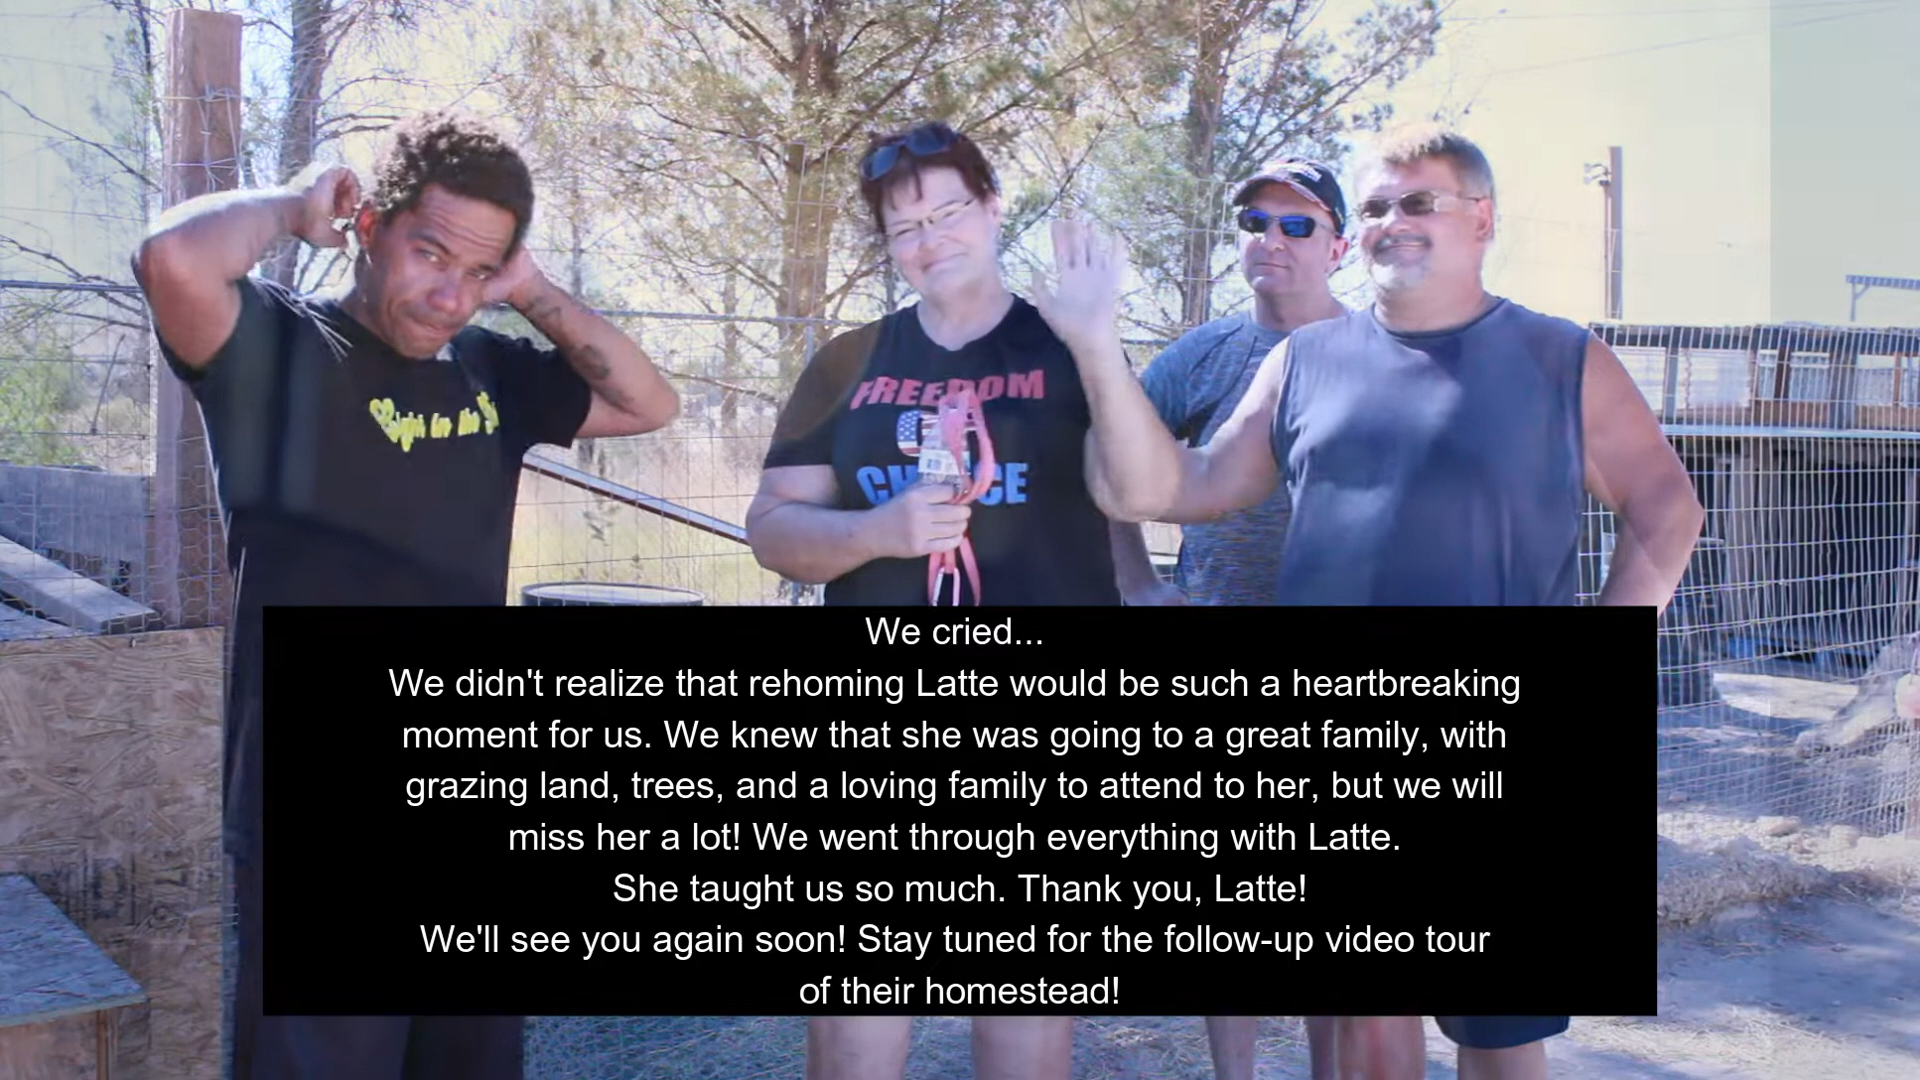 FREEDOM
CH CE
We cried...
We didn't realize that rehoming Latte would be such a heartbreaking
moment for us. We knew that she was going to a great family, with
grazing land, trees, and a loving family to attend to her, but we will
miss her a lot! We went through everything with Latte.
She taught us so much. Thank you, Latte!
We'll see you again soon! Stay tuned for the follow-up video tour
of their homestead!